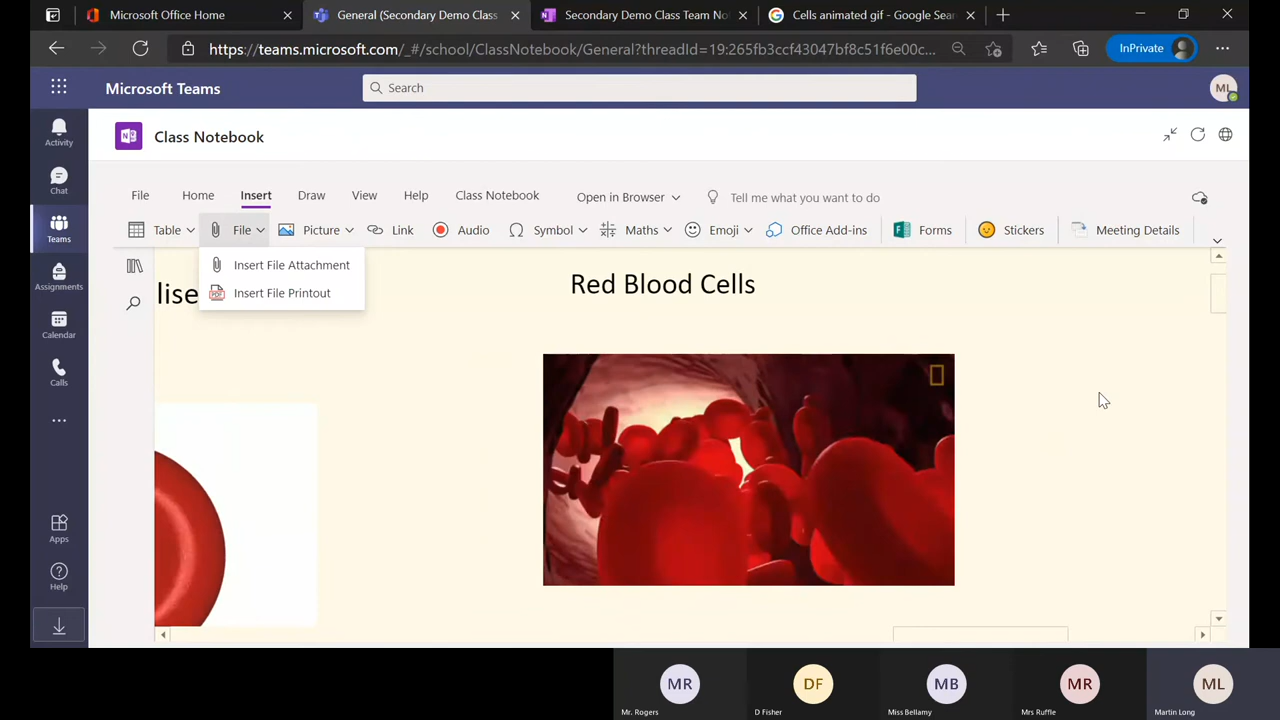 Microsoft Office Home
General (Secondary Demo Class
Secondary Demo Class Team No
Cells animated gif - Google Sear
https://teams.microsoft.com/_#/school/ClassNotebook/General?threadId=19:265fb3ccf43047bf8c51f6e00c...
InPrivate
Microsoft Teams
Search
ML
Activity
Class Notebook
Chat
File Home Insert Draw View Help Class Notebook Open in Browser Tell me what you want to do
Teams
Table File Picture Link Audio Symbol Maths Emoji Office Add-ins Forms Stickers Meeting Details
Insert File Attachment
Insert File Printout
PDF
Assignments
lise
Red Blood Cells
Calendar
Calls
Apps
Help
MR DF MB MR ML
Mr. Rogers D Fisher Miss Bellamy Mrs Ruffle Martin Long